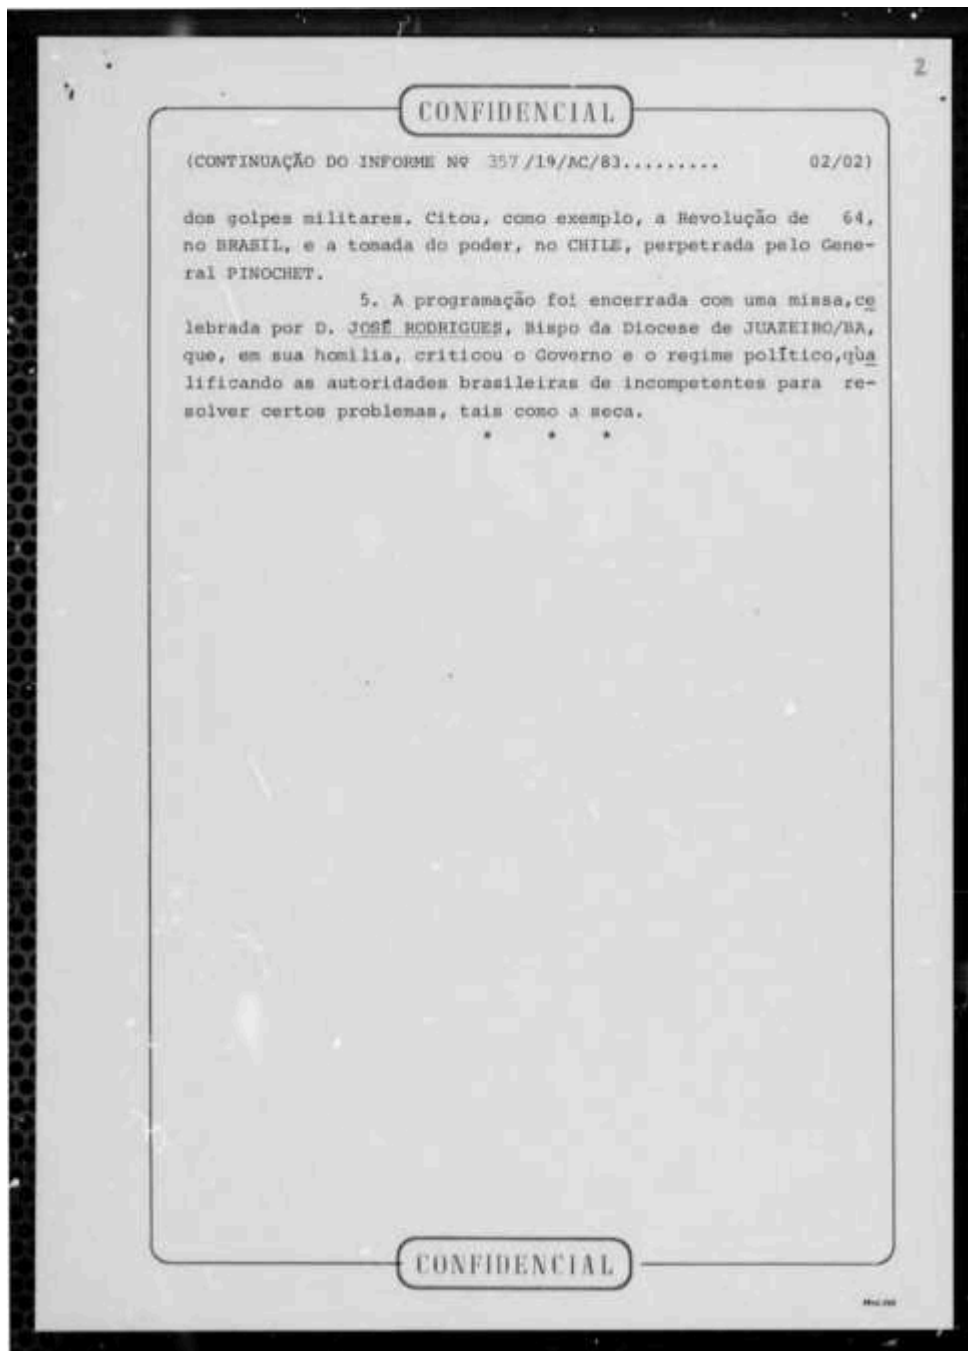 2
CONFIDENCIAL
(CONTINUAÇÃO DO INFORME Nº 357/19/AC/83......... 02/02)
dos golpes militares. Citou, como exemplo, a Revolução de 64,
no BRASIL, e a tomada do poder, no CHILE, perpetrada pelo Gene-
ral PINOCHET.
5. A programação foi encerrada com uma missa,ce
lebrada por D. JOSÉ RODRIGUES, Bispo da Diocese de JUAZEIRO/BA,
que, em sua homilia, criticou o Governo e o regime político,qua
lificando as autoridades brasileiras de incompetentes para re-
solver certos problemas, tais como a seca.
* * *
CONFIDENCIAL